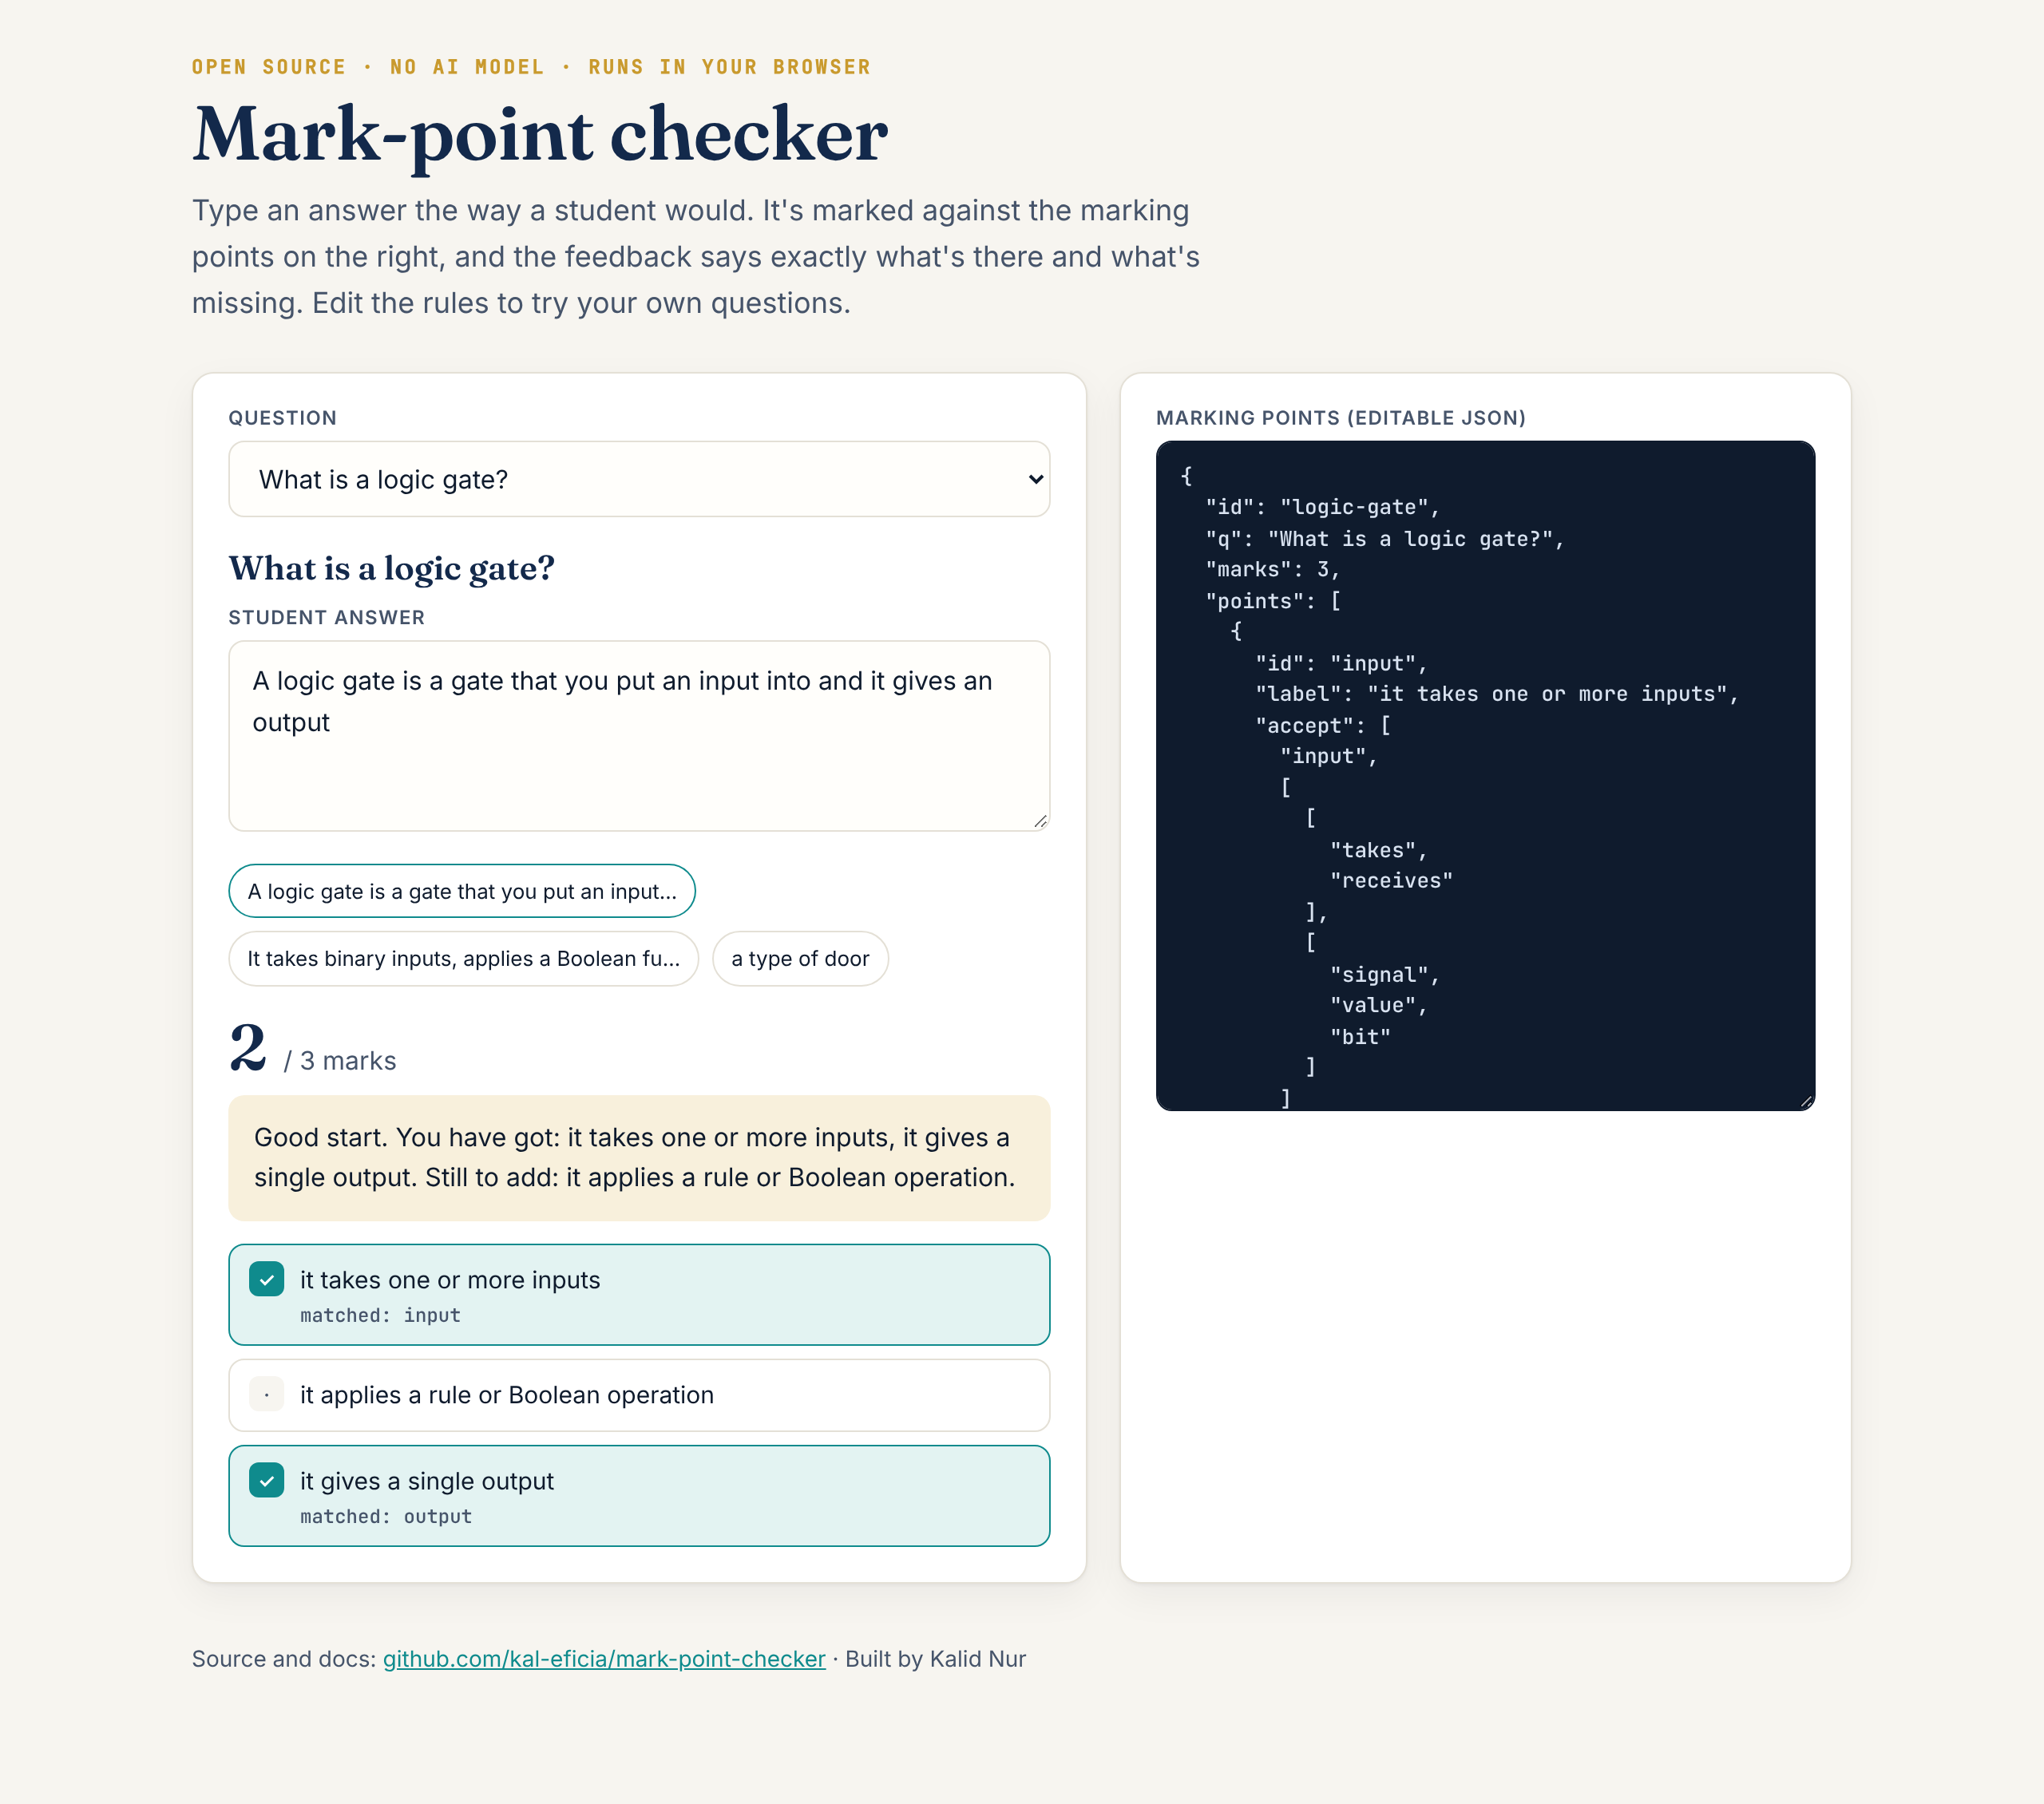 OPEN SOURCE · NO AI MODEL · RUNS IN YOUR BROWSER
Mark-point checker
Type an answer the way a student would. It's marked against the marking
points on the right, and the feedback says exactly what's there and what's
missing. Edit the rules to try your own questions.
QUESTION
What is a logic gate?
What is a logic gate?
STUDENT ANSWER
A logic gate is a gate that you put an input into and it gives an
output
A logic gate is a gate that you put an input...
It takes binary inputs, applies a Boolean fu...
a type of door
2 / 3 marks
Good start. You have got: it takes one or more inputs, it gives a
single output. Still to add: it applies a rule or Boolean operation.
✓ it takes one or more inputs
matched: input
· it applies a rule or Boolean operation
✓ it gives a single output
matched: output
MARKING POINTS (EDITABLE JSON)
{
  "id": "logic-gate",
  "q": "What is a logic gate?",
  "marks": 3,
  "points": [
    {
      "id": "input",
      "label": "it takes one or more inputs",
      "accept": [
        "input",
        [
          [
            "takes",
            "receives"
          ],
          [
            "signal",
            "value",
            "bit"
          ]
        ]
Source and docs: github.com/kal-eficia/mark-point-checker · Built by Kalid Nur